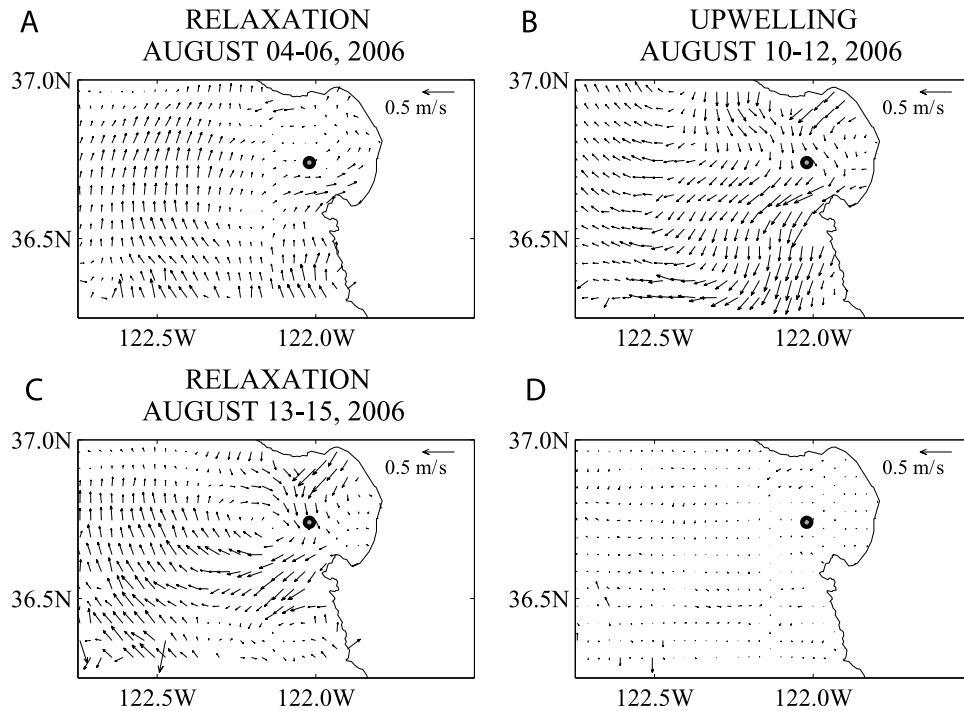 A
RELAXATION
AUGUST 04-06, 2006
37.0N
0.5 m/s
36.5N
122.5W
122.0W
B
UPWELLING
AUGUST 10-12, 2006
37.0N
0.5 m/s
36.5N
122.5W
122.0W
C
RELAXATION
AUGUST 13-15, 2006
37.0N
0.5 m/s
36.5N
122.5W
122.0W
D
37.0N
0.5 m/s
36.5N
122.5W
122.0W